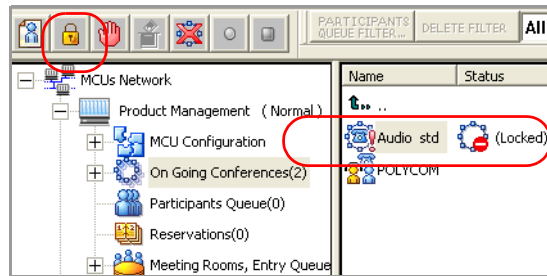 PARTICIPANTS
QUEUE FILTER...
DELETE FILTER
All
MCUs Network
Product Management ( Normal )
MCU Configuration
On Going Conferences(2)
Participants Queue(0)
Reservations(0)
Meeting Rooms, Entry Queue
Name Status
..
Audio std (Locked)
POLYCOM